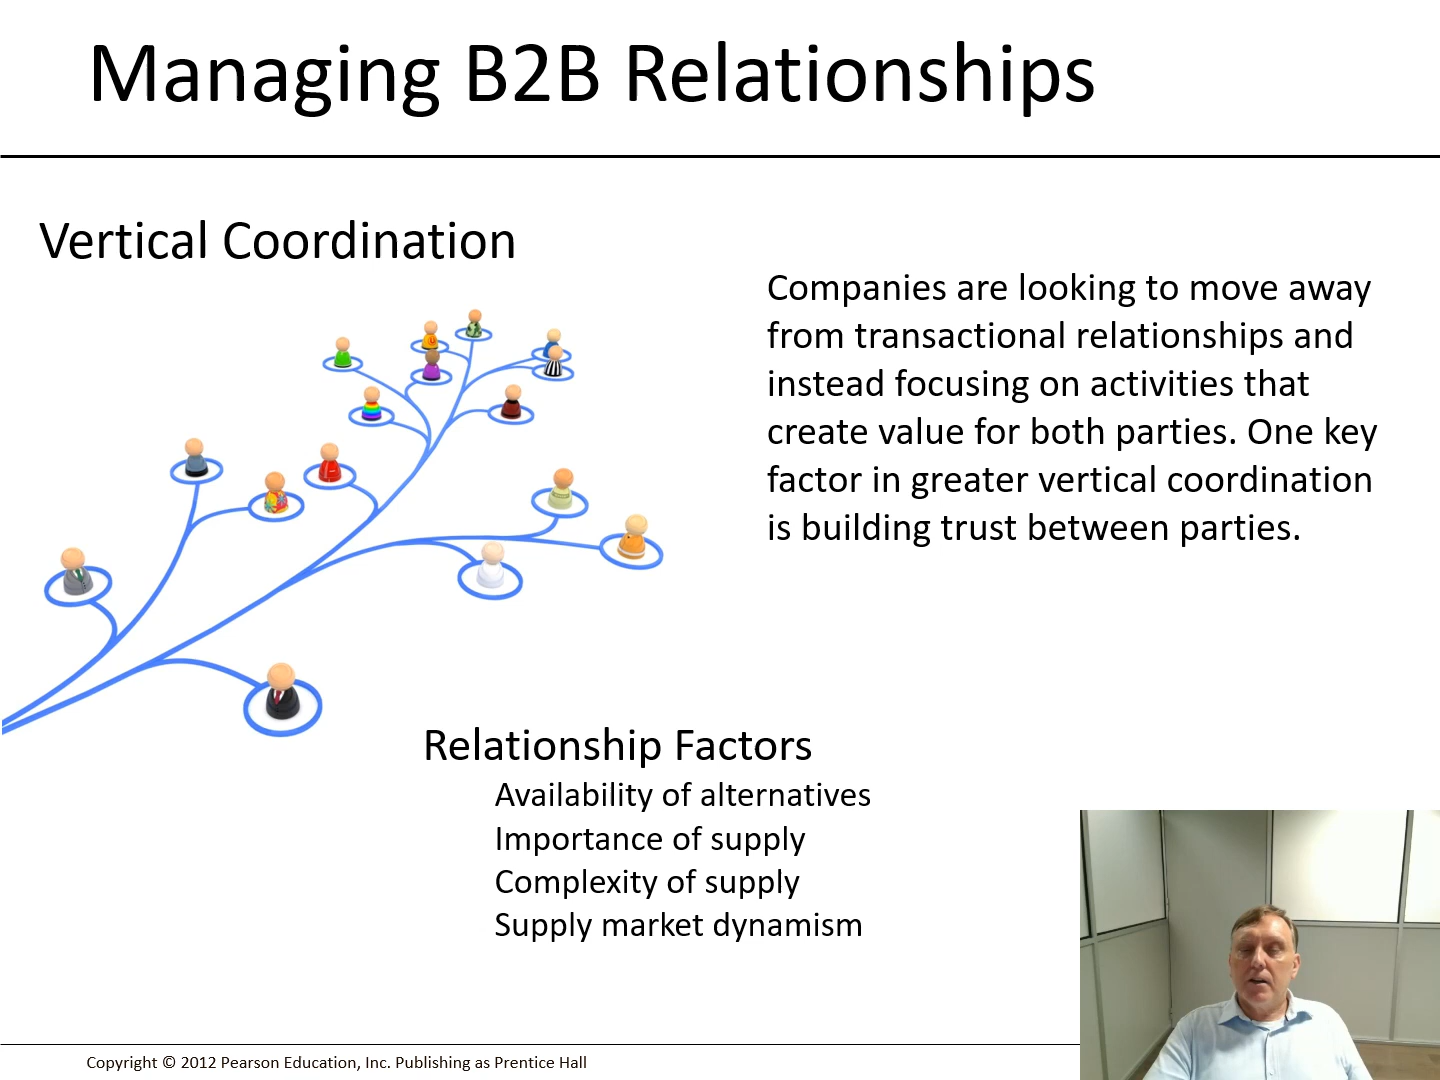 Managing B2B Relationships
Vertical Coordination
Companies are looking to move away
from transactional relationships and
instead focusing on activities that
create value for both parties. One key
factor in greater vertical coordination
is building trust between parties.
Relationship Factors
Availability of alternatives
Importance of supply
Complexity of supply
Supply market dynamism
Copyright © 2012 Pearson Education, Inc. Publishing as Prentice Hall